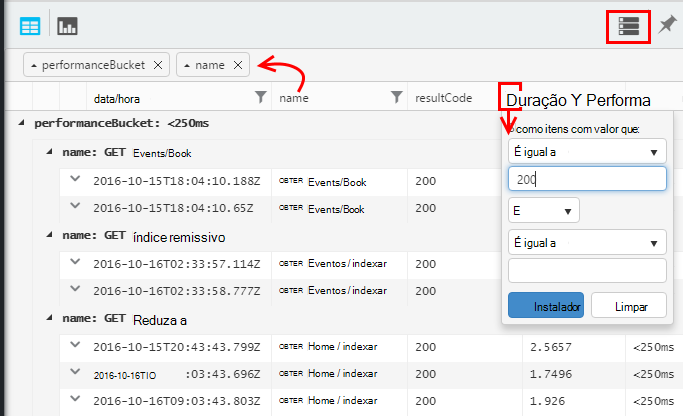 performanceBucket × name ×
data/hora name resultCode Duração Y Performa
performanceBucket: <250ms
como itens com valor que:
name: GET Events/Book
É igual a
2016-10-15T18:04:10.188Z OBTER Events/Book 200
200
2016-10-15T18:04:10.65Z OBTER Events/Book 200
E
name: GET índice remissivo
É igual a
2016-10-16T02:33:57.114Z OBTER Eventos / indexar 200
2016-10-16T02:33:58.777Z OBTER Eventos / indexar 200
Instalador Limpar
name: GET Reduza a
2016-10-15T20:43:43.799Z OBTER Home / indexar 200 2.5657 <250ms
2016-10-16TIO :03:43.696Z OBTER Home / indexar 200 1.7496 <250ms
2016-10-16T09:03:43.803Z OBTER Home / indexar 200 1.926 <250ms